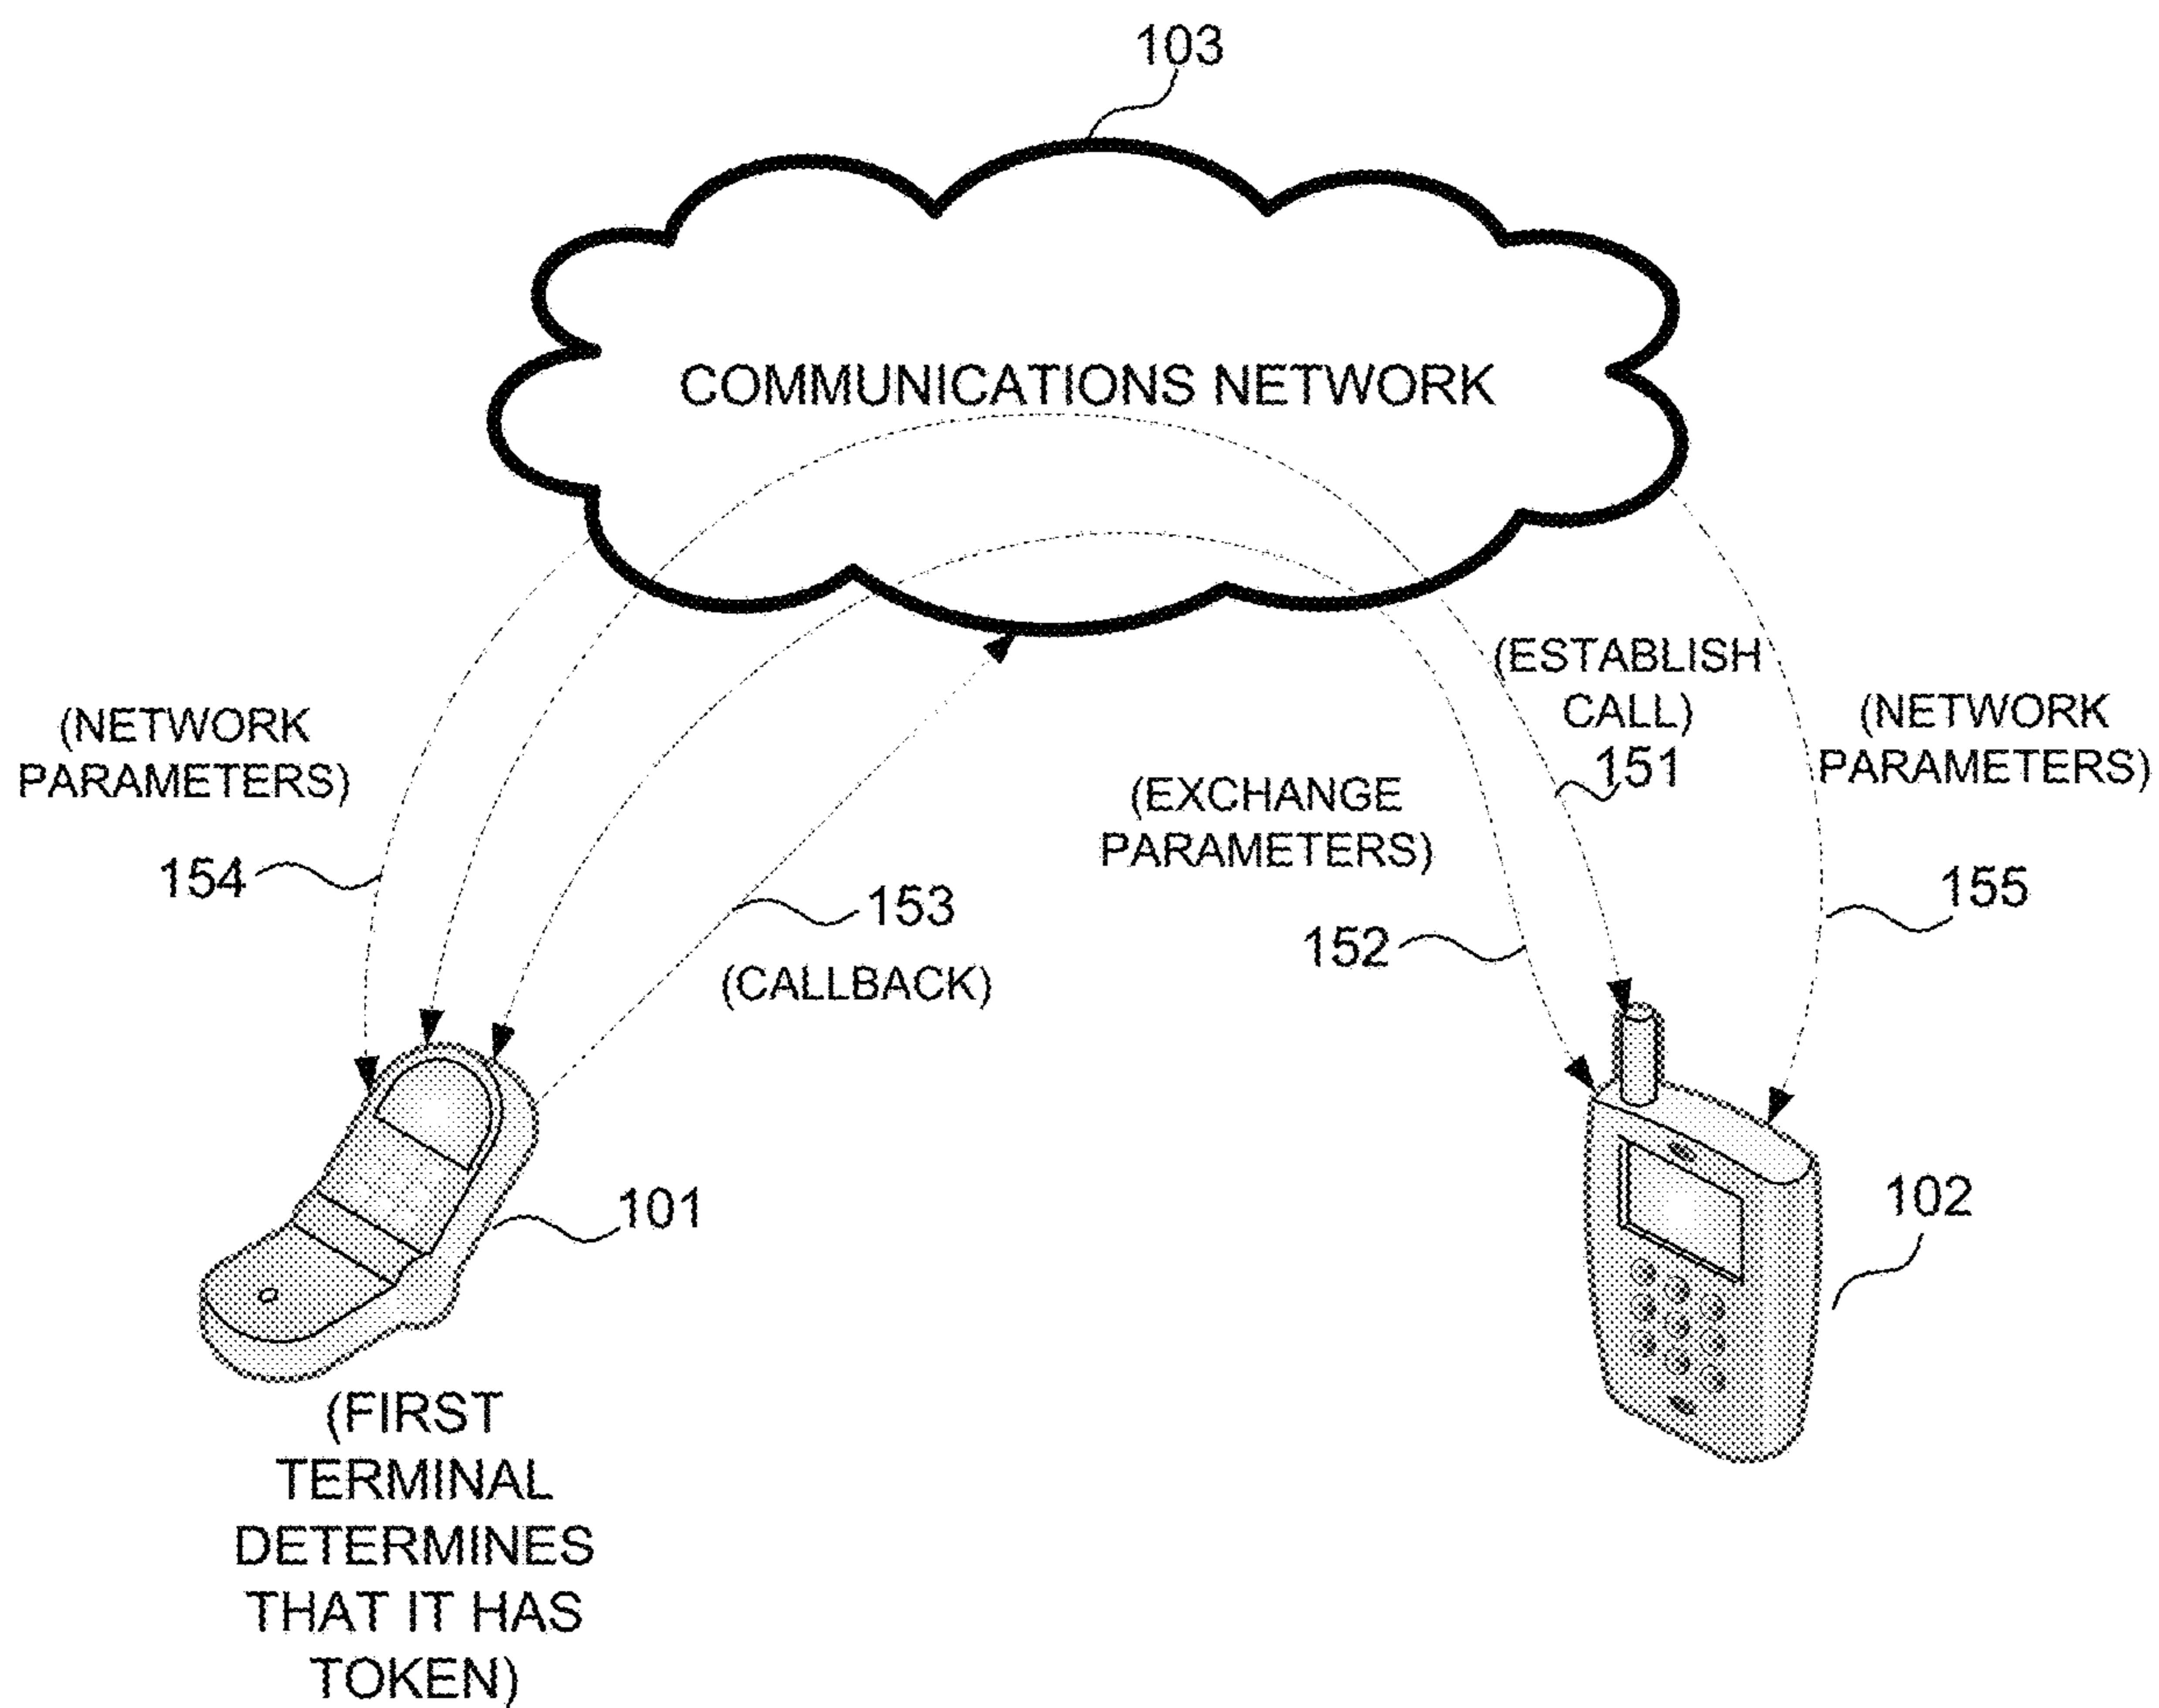 103
COMMUNICATIONS NETWORK
(NETWORK
PARAMETERS)
154
153
(CALLBACK)
(EXCHANGE
PARAMETERS)
152
(ESTABLISH
CALL)
151
(NETWORK
PARAMETERS)
155
101
102
(FIRST
TERMINAL
DETERMINES
THAT IT HAS
TOKEN)